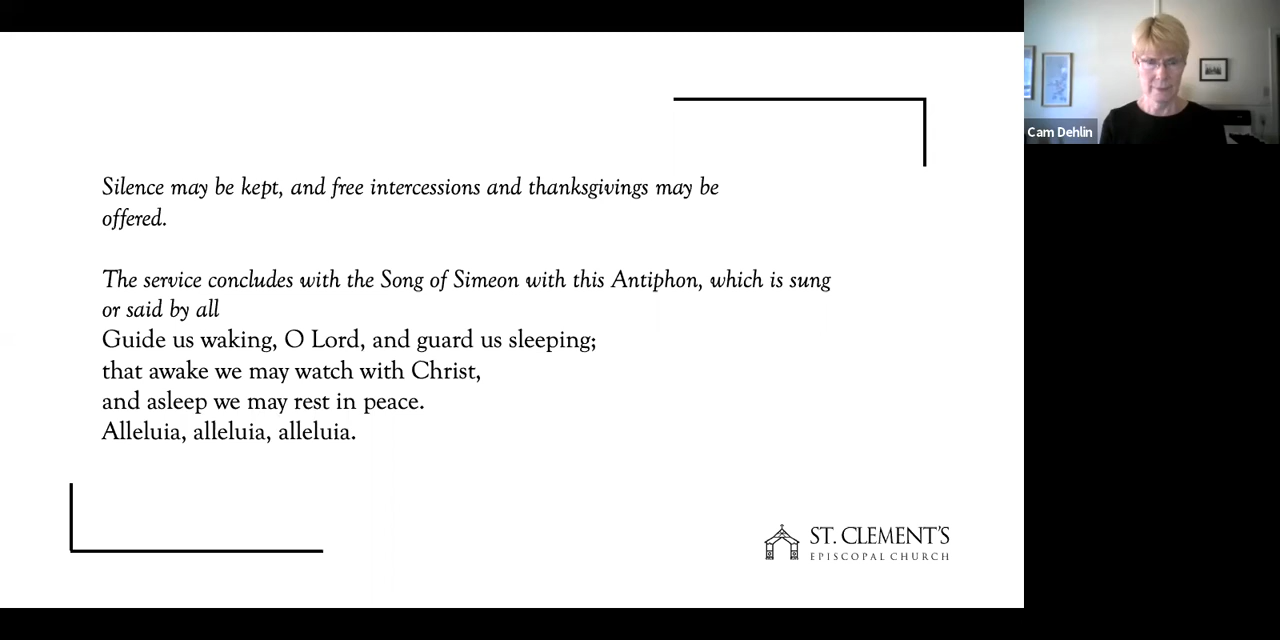 Silence may be kept, and free intercessions and thanksgivings may be
offered.
The service concludes with the Song of Simeon with this Antiphon, which is sung
or said by all
Guide us waking, O Lord, and guard us sleeping;
that awake we may watch with Christ,
and asleep we may rest in peace.
Alleluia, alleluia, alleluia.
ST. CLEMENT'S
EPISCOPAL CHURCH
Cam Dehlin